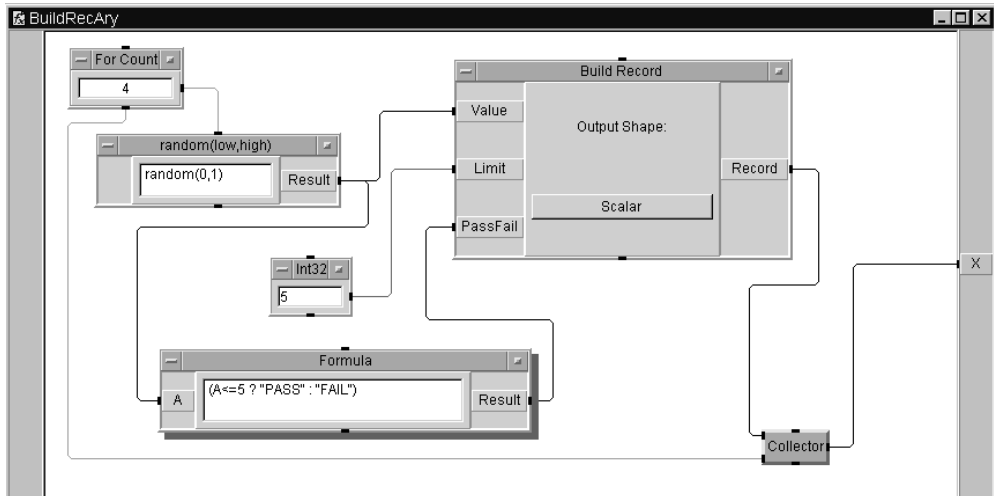 BuildRecAry
For Count
4
random(low,high)
random(0,1)
Result
Int32
5
Build Record
Value
Limit
PassFail
Output Shape:
Scalar
Record
Formula
A
(A<=5 ? "PASS" : "FAIL")
Result
Collector
X